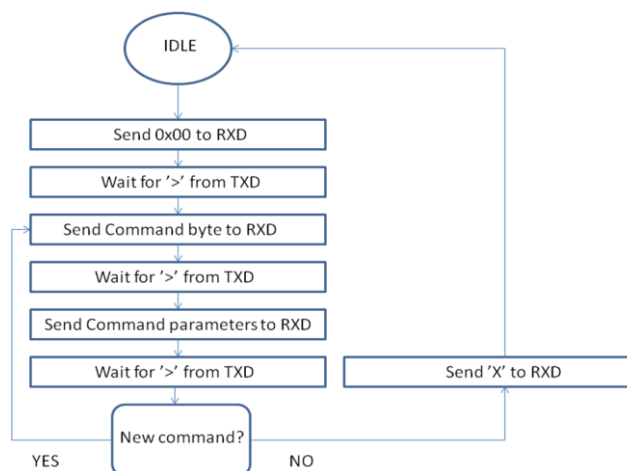 IDLE
Send 0x00 to RXD
Wait for ’>’ from TXD
Send Command byte to RXD
Wait for ’>’ from TXD
Send Command parameters to RXD
Wait for ’>’ from TXD
Send ’X’ to RXD
New command?
YES
NO